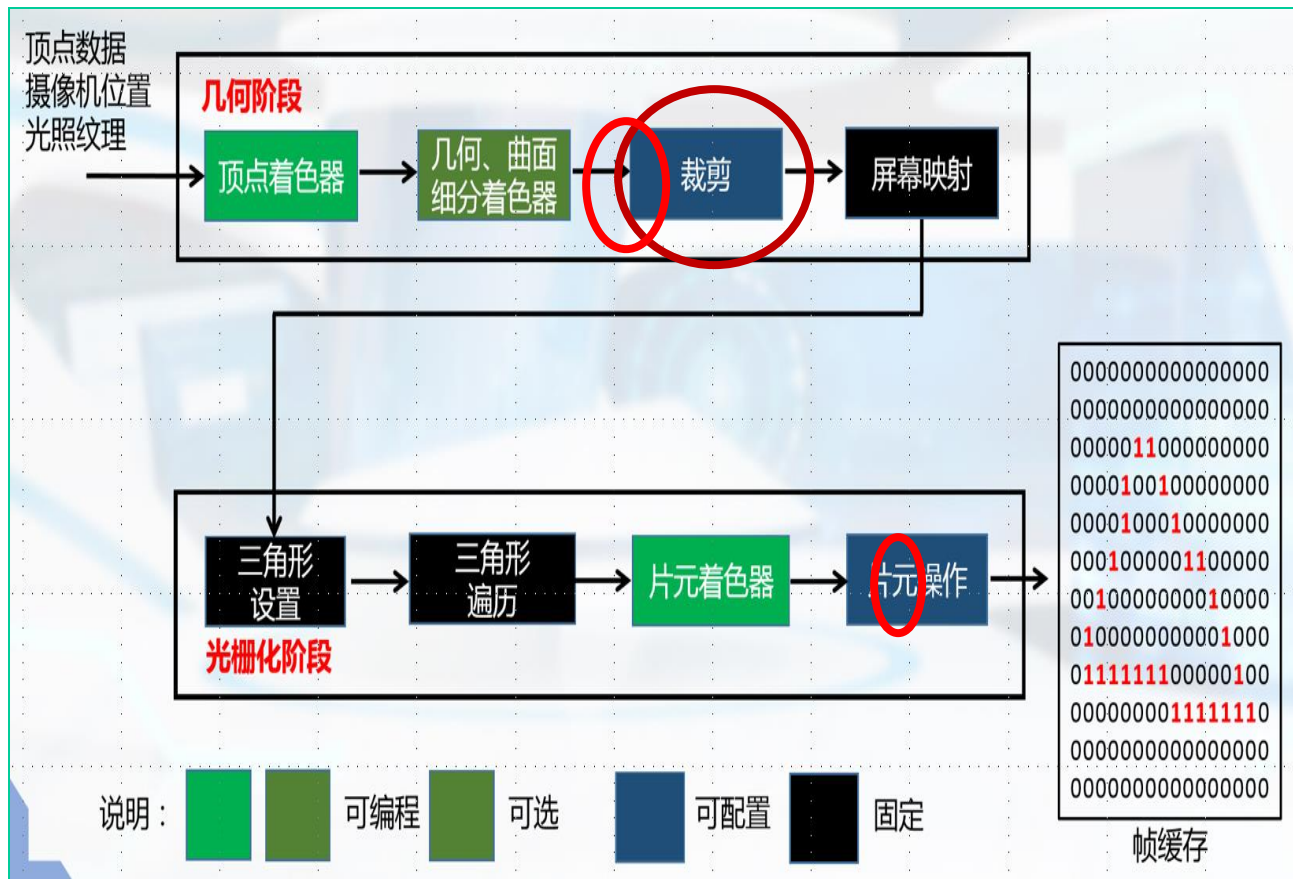 顶点数据
摄像机位置
光照纹理
几何阶段
顶点着色器
几何、曲面
细分着色器
裁剪
屏幕映射
三角形
设置
三角形
遍历
片元着色器
片元操作
光栅化阶段
0000000000000000
0000000000000000
0000011000000000
0000100100000000
0000100010000000
0001000001100000
0010000000010000
0100000000001000
0111111100000100
0000000011111110
0000000000000000
0000000000000000
帧缓存
说明： 可编程 可选 可配置 固定